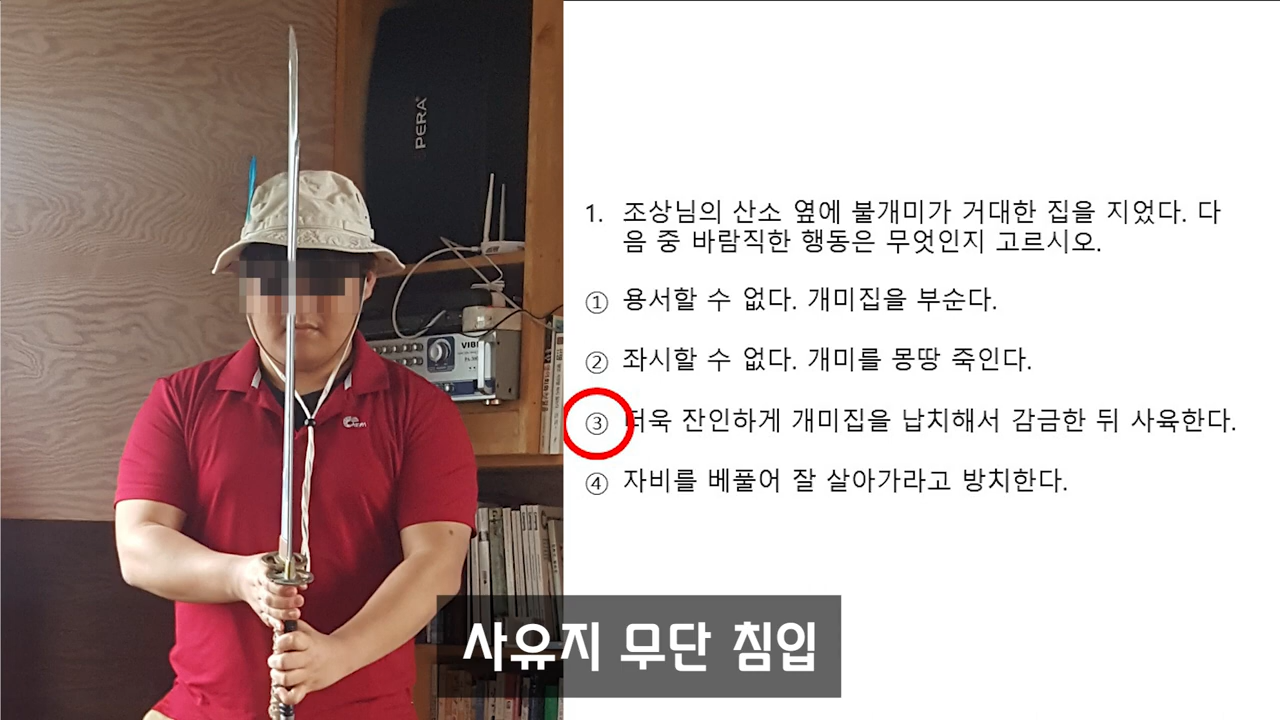 PERA
VIBE
1. 조상님의 산소 옆에 불개미가 거대한 집을 지었다. 다
음 중 바람직한 행동은 무엇인지 고르시오.
① 용서할 수 없다. 개미집을 부순다.
② 좌시할 수 없다. 개미를 몽땅 죽인다.
③ 더욱 잔인하게 개미집을 납치해서 감금한 뒤 사육한다.
④ 자비를 베풀어 잘 살아가라고 방치한다.
사유지 무단 침입